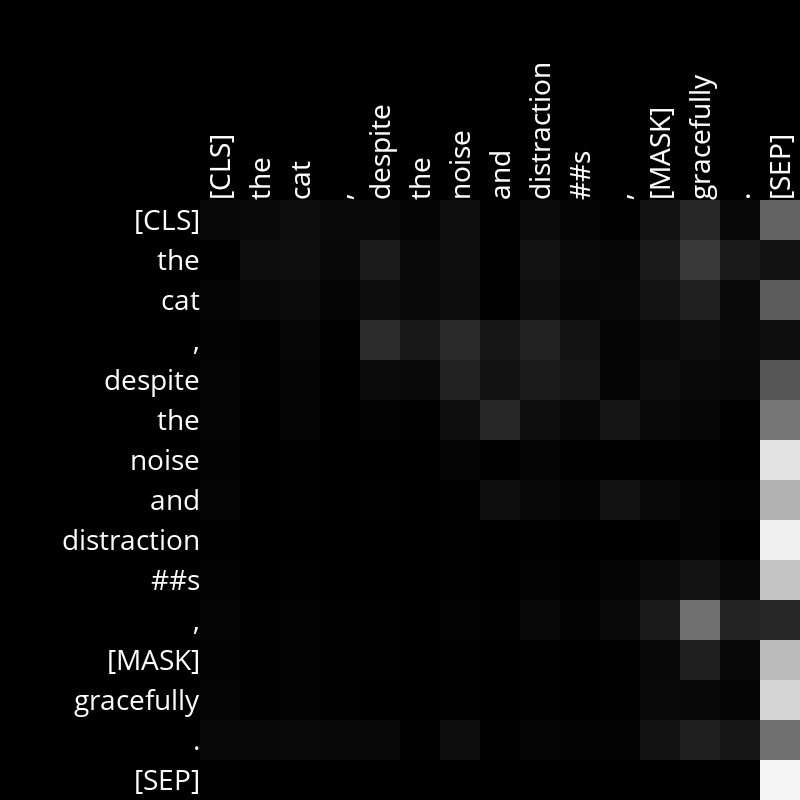 [CLS]
the
cat
,
despite
the
noise
and
distraction
##s
,
[MASK]
gracefully
.
[SEP]
[CLS]
the
cat
,
despite
the
noise
and
distraction
##s
,
[MASK]
gracefully
.
[SEP]